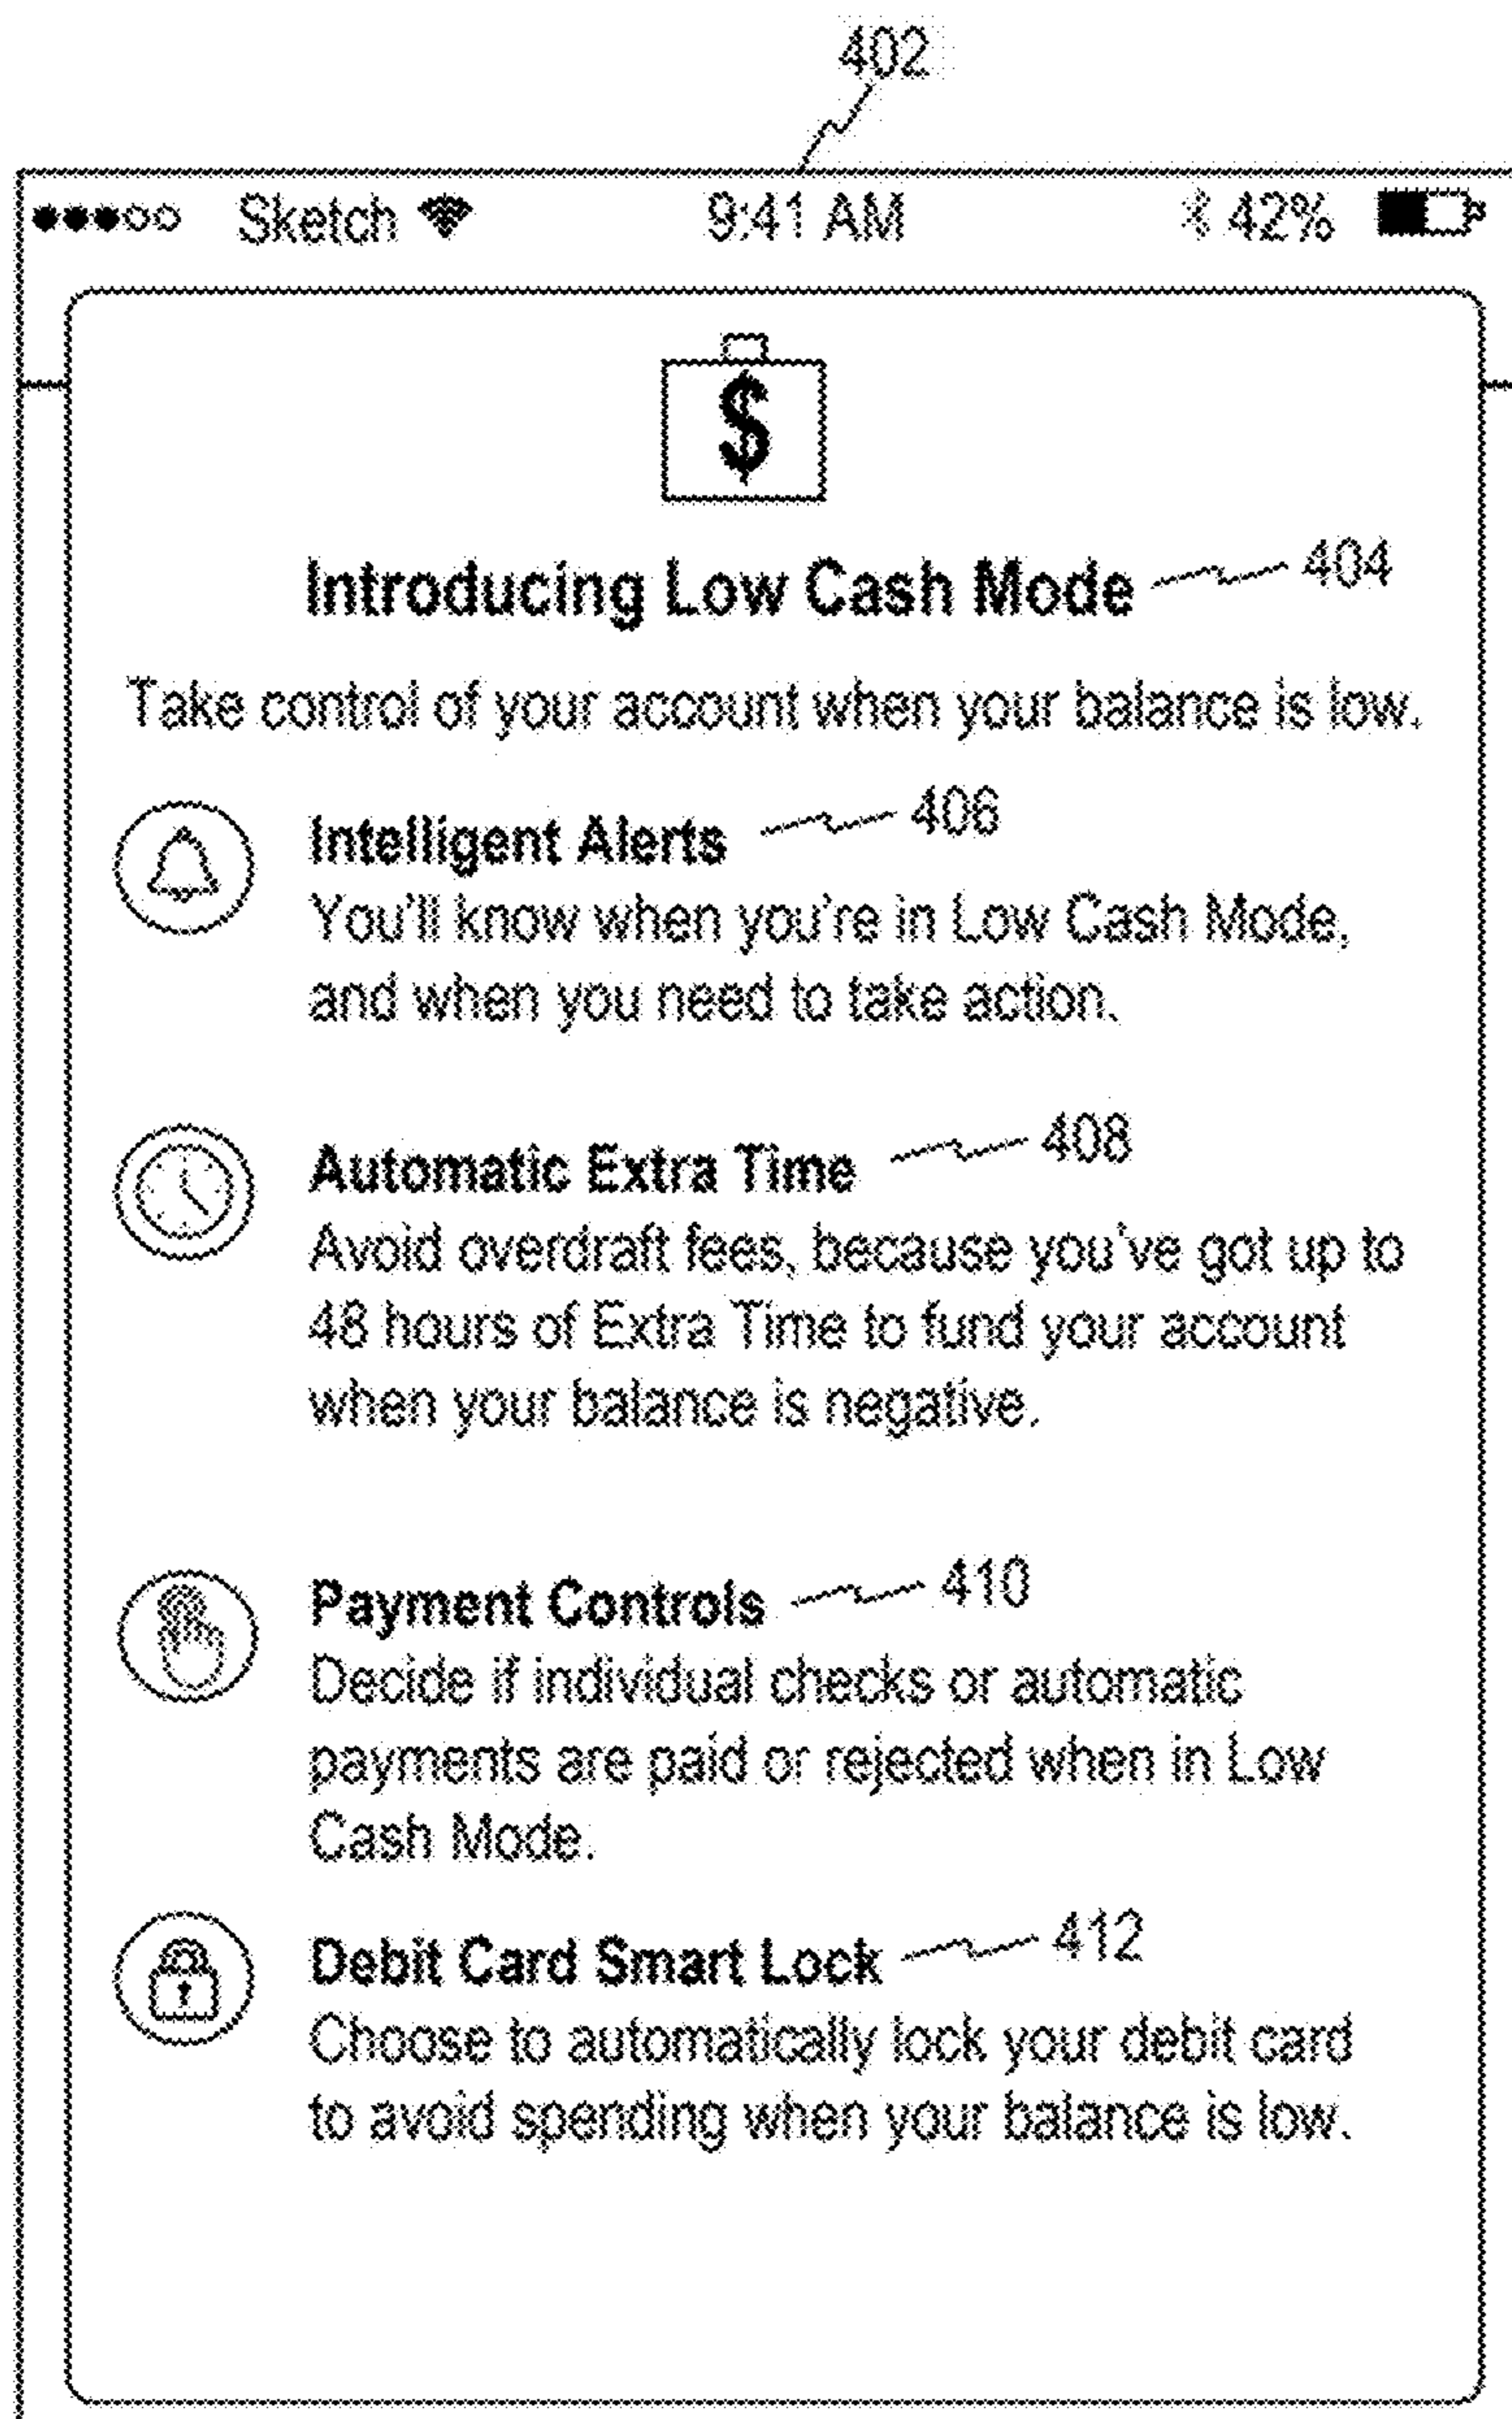 402
Sketch 9:41 AM 42%
$
Introducing Low Cash Mode 404
Take control of your account when your balance is low.
Intelligent Alerts 406
You'll know when you're in Low Cash Mode,
and when you need to take action.
Automatic Extra Time 408
Avoid overdraft fees, because you've got up to
48 hours of Extra Time to fund your account
when your balance is negative.
Payment Controls 410
Decide if individual checks or automatic
payments are paid or rejected when in Low
Cash Mode.
Debit Card Smart Lock 412
Choose to automatically lock your debit card
to avoid spending when your balance is low.